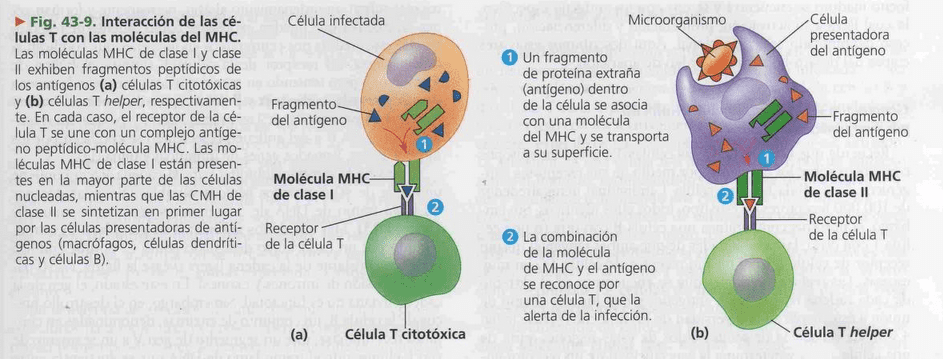 ► Fig. 43-9. Interacción de las cé-
lulas T con las moléculas del MHC.
Las moléculas MHC de clase I y clase
II exhiben fragmentos peptídicos de
los antígenos (a) células T citotóxicas
y (b) células T helper, respectivamen-
te. En cada caso, el receptor de la cé-
lula T se une con un complejo antíge-
no peptídico-molécula MHC. Las mo-
léculas MHC de clase I están presen-
tes en la mayor parte de las células
nucleadas, mientras que las CMH de
clase II se sintetizan en primer lugar
por las células presentadoras de antí-
genos (macrófagos, células dendríti-
cas y células B).
Célula infectada
Fragmento
del antígeno
1
Molécula MHC
de clase I
2
Receptor
de la célula T
(a)
Célula T citotóxica
1 Un fragmento
de proteína extraña
(antígeno) dentro
de la célula se asocia
con una molécula
del MHC y se transporta
a su superficie.
2 La combinación
de la molécula
de MHC y el antígeno
se reconoce por
una célula T, que la
alerta de la infección.
Microorganismo
Célula
presentadora
del antígeno
Fragmento
del antígeno
1
Molécula MHC
de clase II
2
Receptor
de la célula T
(b)
Célula T helper